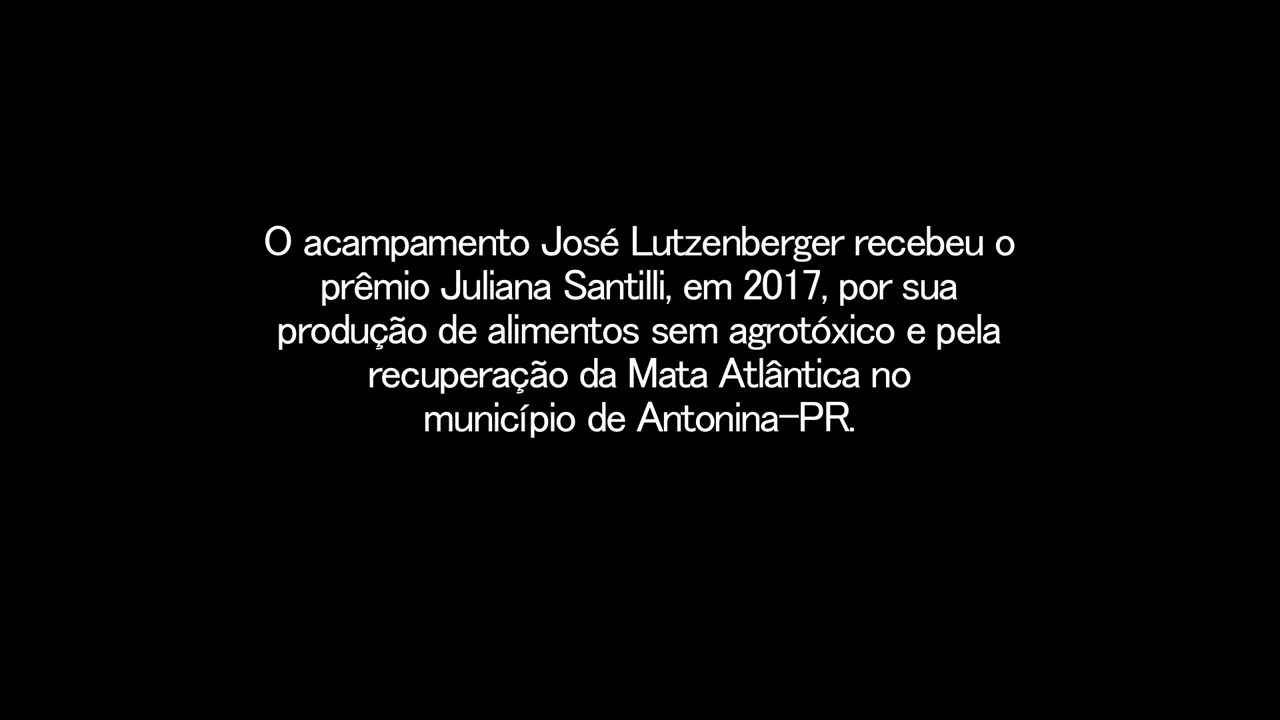 O acampamento José Lutzenberger recebeu o
prêmio Juliana Santilli, em 2017, por sua
produção de alimentos sem agrotóxico e pela
recuperação da Mata Atlântica no
município de Antonina-PR.